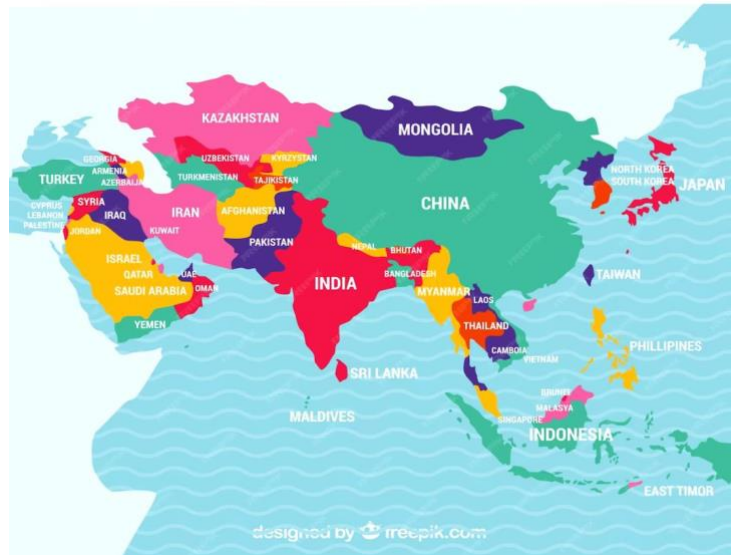 KAZAKHSTAN
MONGOLIA
GEORGIA
ARMENIA
AZERBAIJA
UZBEKISTAN
KYRZYSTAN
TURKMENISTAN
TAJIKISTAN
TURKEY
NORTH KOREA
SOUTH KOREA
JAPAN
CYPRUS
LEBANON
PALESTINE
SYRIA
IRAQ
IRAN
AFGHANISTAN
CHINA
JORDAN
KUWAIT
PAKISTAN
NEPAL
BHUTAN
ISRAEL
QATAR
UAE
OMAN
SAUDI ARABIA
INDIA
BANGLADESH
MYANMAR
LAOS
TAIWAN
YEMEN
THAILAND
CAMBOIA
VIETNAM
PHILLIPINES
SRI LANKA
MALDIVES
MALASYA
SINGAPORE
INDONESIA
EAST TIMOR
designed by freepik.com